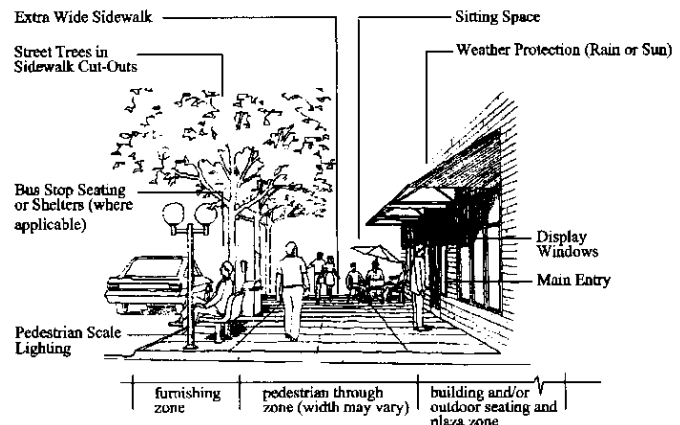 Extra Wide Sidewalk
Sitting Space
Street Trees in
Sidewalk Cut-Outs
Weather Protection (Rain or Sun)
Bus Stop Seating
or Shelters (where
applicable)
Display
Windows
Main Entry
Pedestrian Scale
Lighting
furnishing
zone
pedestrian through
zone (width may vary)
building and/or
outdoor seating and
plaza zone